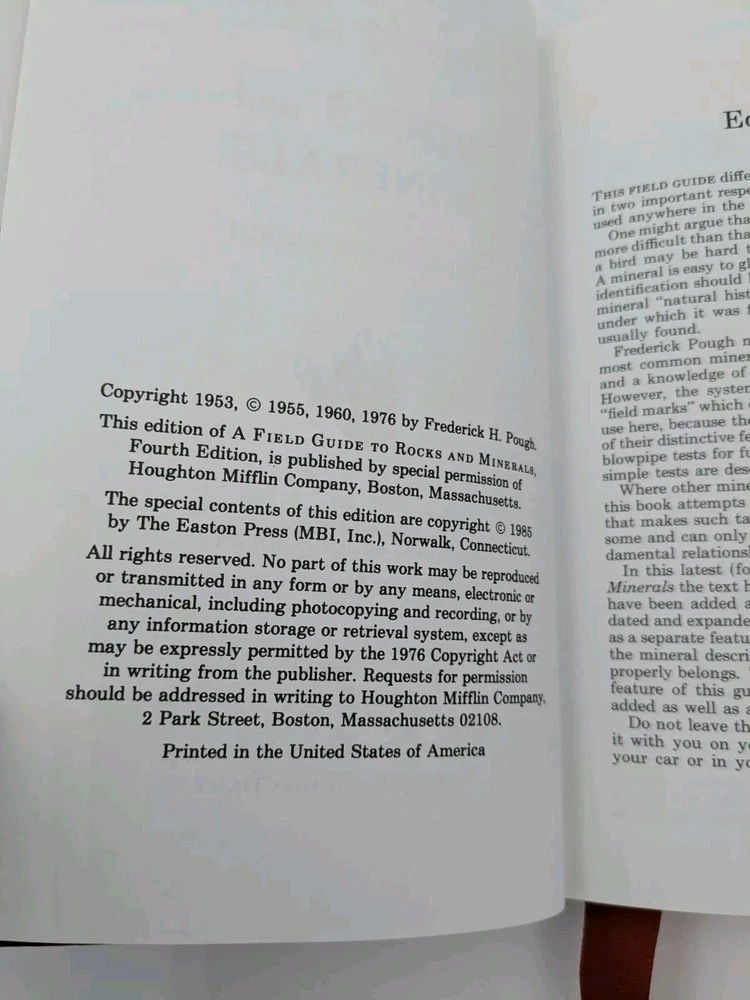 Copyright 1953, © 1955, 1960, 1976 by Frederick H. Pough.
This edition of A FIELD GUIDE TO ROCKS AND MINERALS,
Fourth Edition, is published by special permission of
Houghton Mifflin Company, Boston, Massachusetts.
The special contents of this edition are copyright © 1985
by The Easton Press (MBI, Inc.), Norwalk, Connecticut.
All rights reserved. No part of this work may be reproduced
or transmitted in any form or by any means, electronic or
mechanical, including photocopying and recording, or by
any information storage or retrieval system, except as
may be expressly permitted by the 1976 Copyright Act or
in writing from the publisher. Requests for permission
should be addressed in writing to Houghton Mifflin Company,
2 Park Street, Boston, Massachusetts 02108.
Printed in the United States of America
THIS FIELD GUIDE
in two important
used anywhere in the
One might argue
more difficult than
a bird may be hard
A mineral is easy to
identification should
mineral "natural
under which it was
usually found.
Frederick Pough
most common
and a knowledge of
However, the
"field marks" which
use here, because
of their distinctive
blowpipe tests for
simple tests are
Where other
this book attempts
that makes such
some and can only
damental
In this latest
Minerals the text
have been added
dated and
as a separate
the mineral
properly belongs.
feature of this
added as well as
Do not leave
it with you on
your car or in